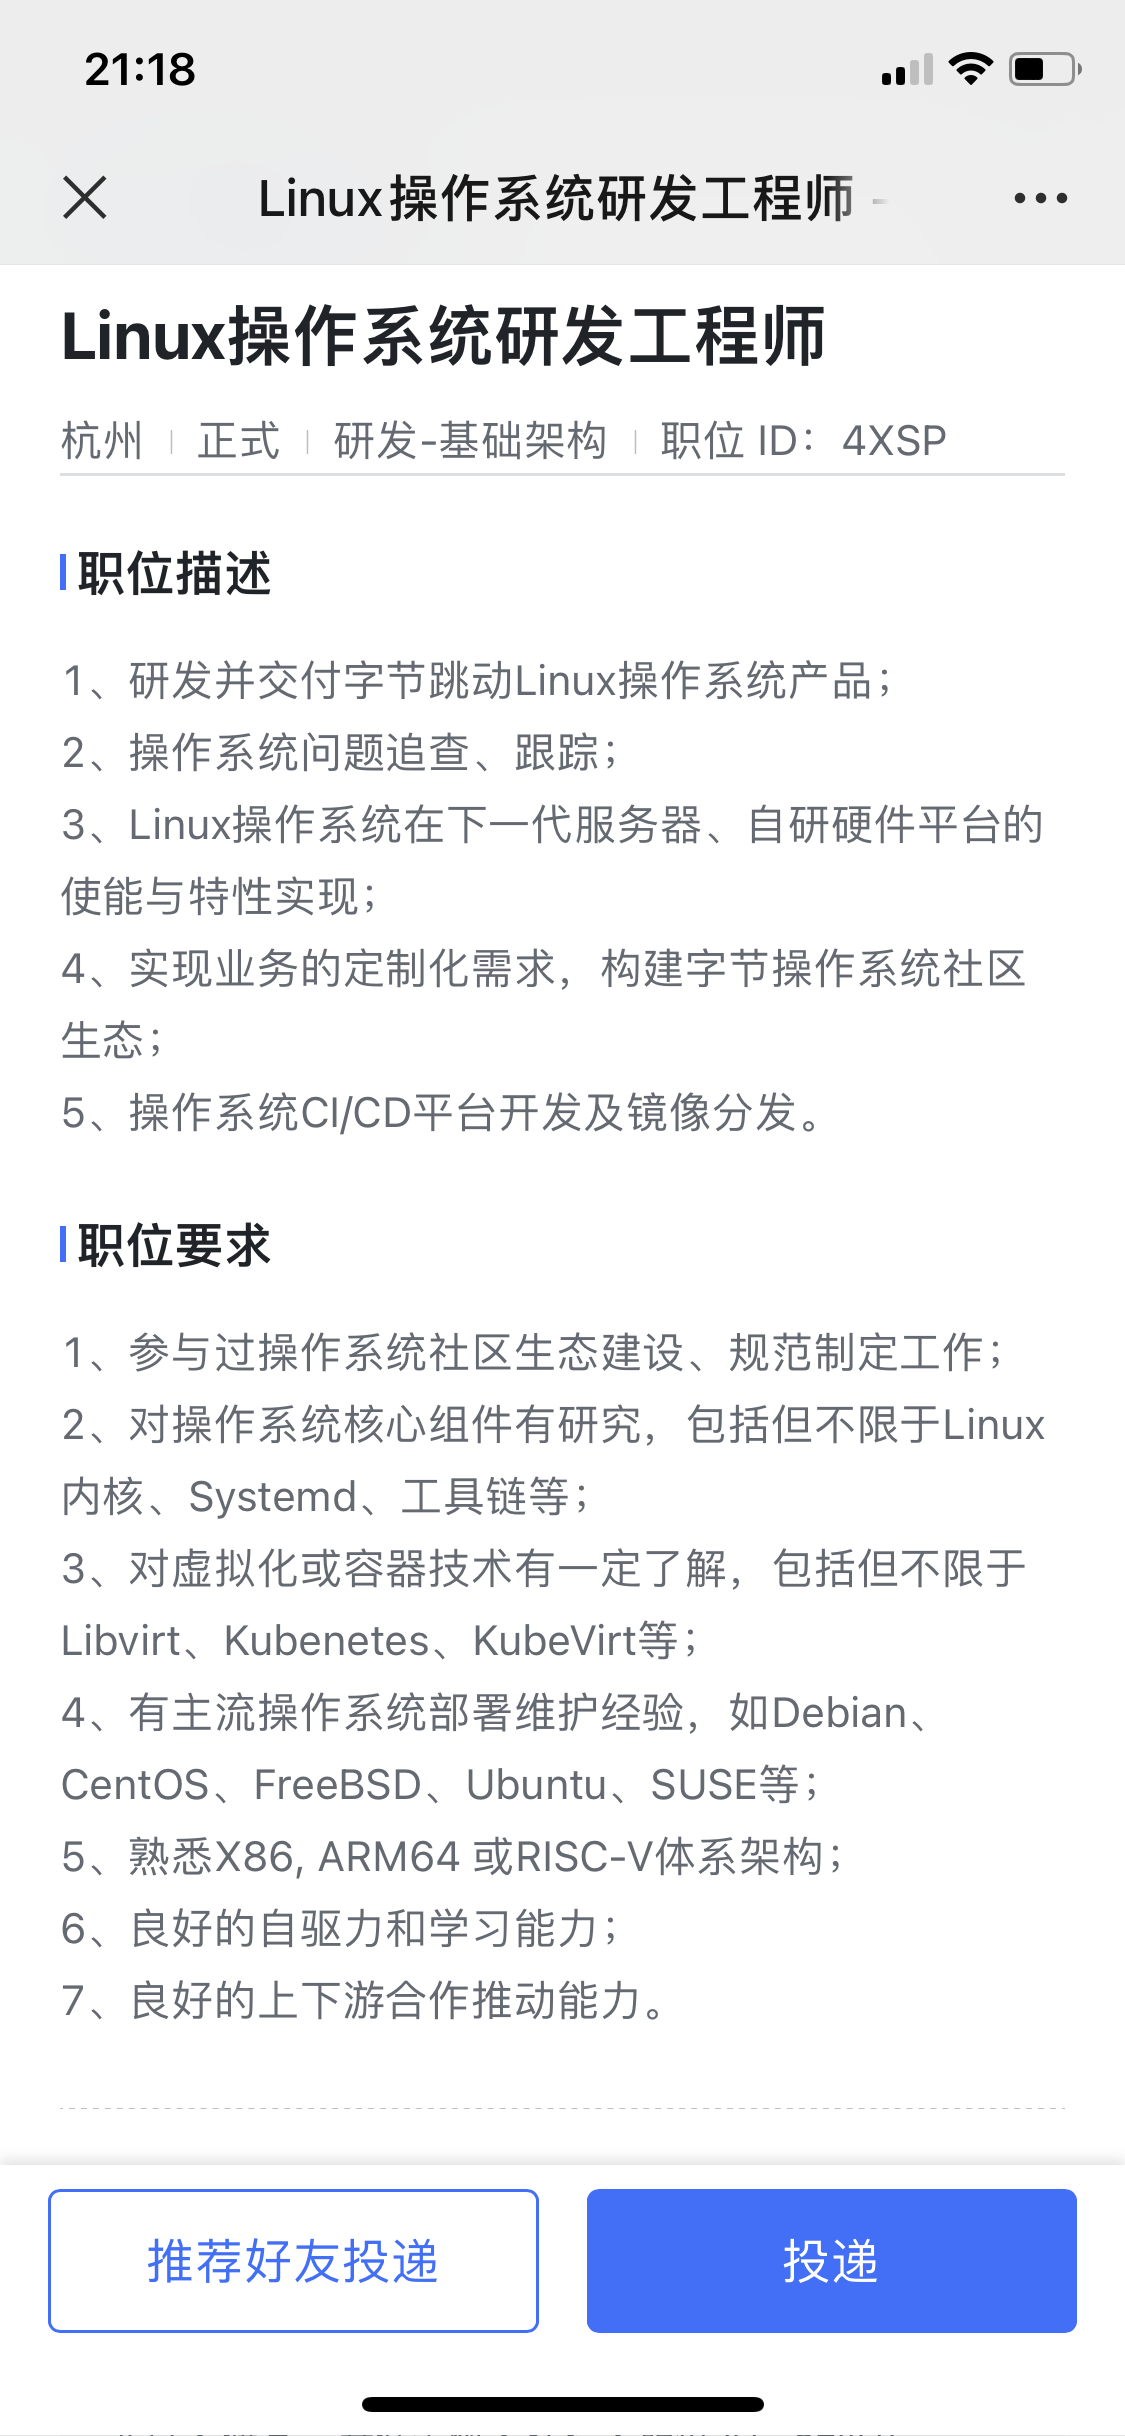 21:18
Linux操作系统研发工程师 -
Linux操作系统研发工程师
杭州 | 正式 | 研发-基础架构 | 职位 ID：4XSP
职位描述
1、研发并交付字节跳动Linux操作系统产品；
2、操作系统问题追查、跟踪；
3、Linux操作系统在下一代服务器、自研硬件平台的
使能与特性实现；
4、实现业务的定制化需求，构建字节操作系统社区
生态；
5、操作系统CI/CD平台开发及镜像分发。
职位要求
1、参与过操作系统社区生态建设、规范制定工作；
2、对操作系统核心组件有研究，包括但不限于Linux
内核、Systemd、工具链等；
3、对虚拟化或容器技术有一定了解，包括但不限于
Libvirt、Kubenetes、KubeVirt等；
4、有主流操作系统部署维护经验，如Debian、
CentOS、FreeBSD、Ubuntu、SUSE等；
5、熟悉X86, ARM64 或RISC-V体系架构；
6、良好的自驱力和学习能力；
7、良好的上下游合作推动能力。
推荐好友投递
投递